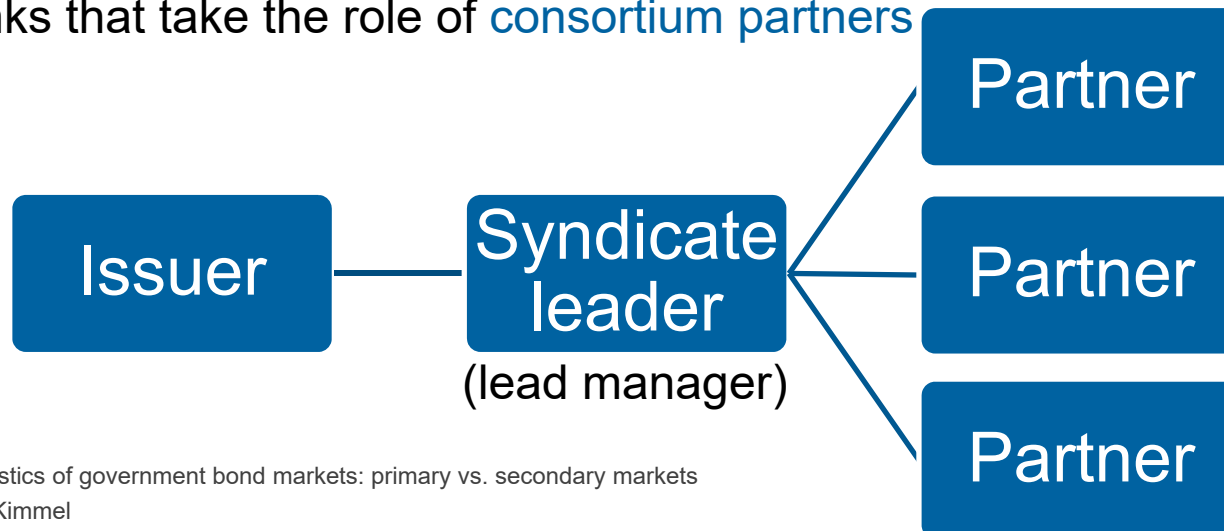 that take the role of consortium partners
Partner
Issuer
Syndicate
leader
Partner
(lead manager)
Partner
of government bond markets: primary vs. secondary markets
Kimmel